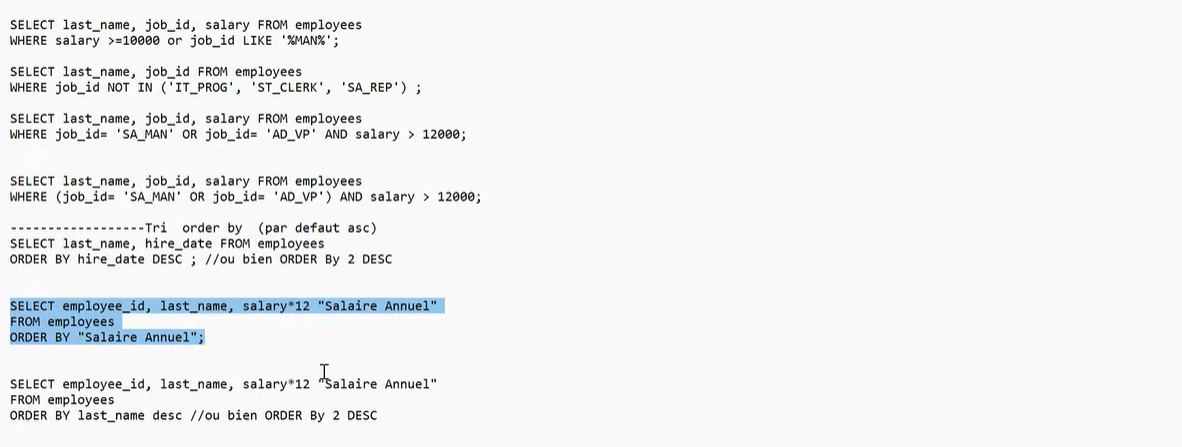 SELECT last_name, job_id, salary FROM employees
WHERE salary >=10000 or job_id LIKE '%MAN%';
SELECT last_name, job_id FROM employees
WHERE job_id NOT IN ('IT_PROG', 'ST_CLERK', 'SA_REP') ;
SELECT last_name, job_id, salary FROM employees
WHERE job_id= 'SA_MAN' OR job_id= 'AD_VP' AND salary > 12000;
SELECT last_name, job_id, salary FROM employees
WHERE (job_id= 'SA_MAN' OR job_id= 'AD_VP') AND salary > 12000;
------------------Tri  order by  (par defaut asc)
SELECT last_name, hire_date FROM employees
ORDER BY hire_date DESC ; //ou bien ORDER By 2 DESC
SELECT employee_id, last_name, salary*12 "Salaire Annuel"
FROM employees
ORDER BY "Salaire Annuel";
SELECT employee_id, last_name, salary*12 "Salaire Annuel"
FROM employees
ORDER BY last_name desc //ou bien ORDER By 2 DESC